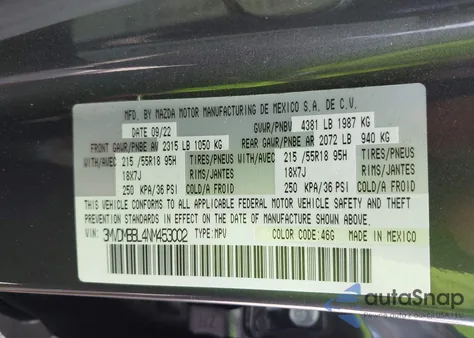 MFD. BY MAZDA MOTOR MANUFACTURING DE MEXICO S.A. DE C.V.
DATE 09/22 GVWR/PNBV 4381 LB 1987 KG
FRONT GAWR/PNBE AV 2315 LB 1050 KG REAR GAWR/PNBE AR 2072 LB 940 KG
WITH/AVEC 215/55R18 95H TIRES/PNEUS WITH/AVEC 215/55R18 95H TIRES/PNEUS
18X7J RIMS/JANTES 18X7J RIMS/JANTES
250 KPA/36 PSI COLD/A FROID 250 KPA/36 PSI COLD/A FROID
THIS VEHICLE CONFORMS TO ALL APPLICABLE FEDERAL MOTOR VEHICLE SAFETY AND THEFT
PREVENTION STANDARDS IN EFFECT ON THE DATE OF MANUFACTURE SHOWN ABOVE.
VIN: 3MVDMBBL4NM453002 TYPE: MPV COLOR CODE: 46G MADE IN MEXICO
autoSnap